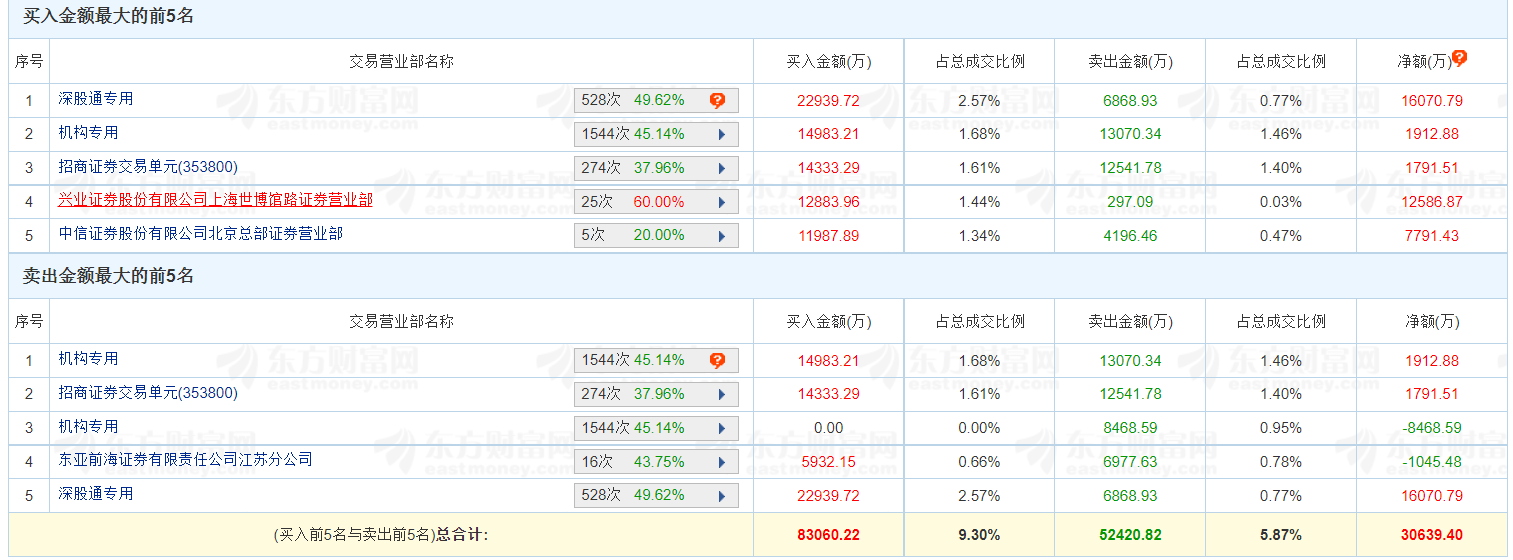 买入金额最大的前5名
序号 交易营业部名称 买入金额(万) 占总成交比例 卖出金额(万) 占总成交比例 净额(万)
1 深股通专用 528次 49.62% 22939.72 2.57% 6868.93 0.77% 16070.79
2 机构专用 1544次 45.14% 14983.21 1.68% 13070.34 1.46% 1912.88
3 招商证券交易单元(353800) 274次 37.96% 14333.29 1.61% 12541.78 1.40% 1791.51
4 兴业证券股份有限公司上海世博馆路证券营业部 25次 60.00% 12883.96 1.44% 297.09 0.03% 12586.87
5 中信证券股份有限公司北京总部证券营业部 5次 20.00% 11987.89 1.34% 4196.46 0.47% 7791.43
卖出金额最大的前5名
序号 交易营业部名称 买入金额(万) 占总成交比例 卖出金额(万) 占总成交比例 净额(万)
1 机构专用 1544次 45.14% 14983.21 1.68% 13070.34 1.46% 1912.88
2 招商证券交易单元(353800) 274次 37.96% 14333.29 1.61% 12541.78 1.40% 1791.51
3 机构专用 1544次 45.14% 0.00 0.00% 8468.59 0.95% -8468.59
4 东亚前海证券有限责任公司江苏分公司 16次 43.75% 5932.15 0.66% 6977.63 0.78% -1045.48
5 深股通专用 528次 49.62% 22939.72 2.57% 6868.93 0.77% 16070.79
(买入前5名与卖出前5名)总合计: 83060.22 9.30% 52420.82 5.87% 30639.40
东方财富网
eastmoney.com